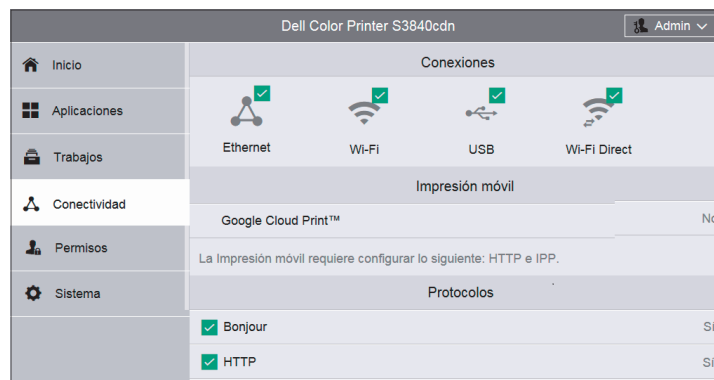 Dell Color Printer S3840cdn
Admin
Inicio
Aplicaciones
Trabajos
Conectividad
Permisos
Sistema
Conexiones
Ethernet
Wi-Fi
USB
Wi-Fi Direct
Impresión móvil
Google Cloud Print™
La Impresión móvil requiere configurar lo siguiente: HTTP e IPP.
Protocolos
Bonjour
HTTP